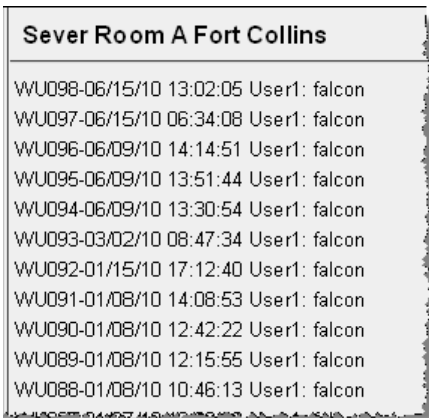 Sever Room A Fort Collins
WU098-06/15/10 13:02:05 User1: falcon
WU097-06/15/10 06:34:08 User1: falcon
WU096-06/09/10 14:14:51 User1: falcon
WU095-06/09/10 13:51:44 User1: falcon
WU094-06/09/10 13:30:54 User1: falcon
WU093-03/02/10 08:47:34 User1: falcon
WU092-01/15/10 17:12:40 User1: falcon
WU091-01/08/10 14:08:53 User1: falcon
WU090-01/08/10 12:42:22 User1: falcon
WU089-01/08/10 12:15:55 User1: falcon
WU088-01/08/10 10:46:13 User1: falcon